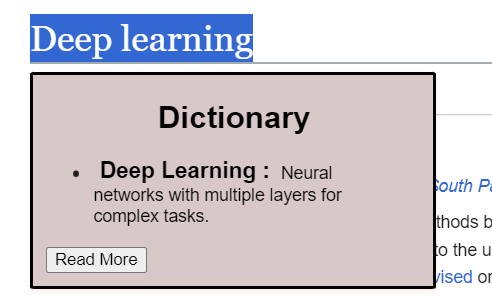 Deep learning
Dictionary
Deep Learning : Neural
networks with multiple layers for
complex tasks.
Read More
South Pa
thods b
to the u
vised or